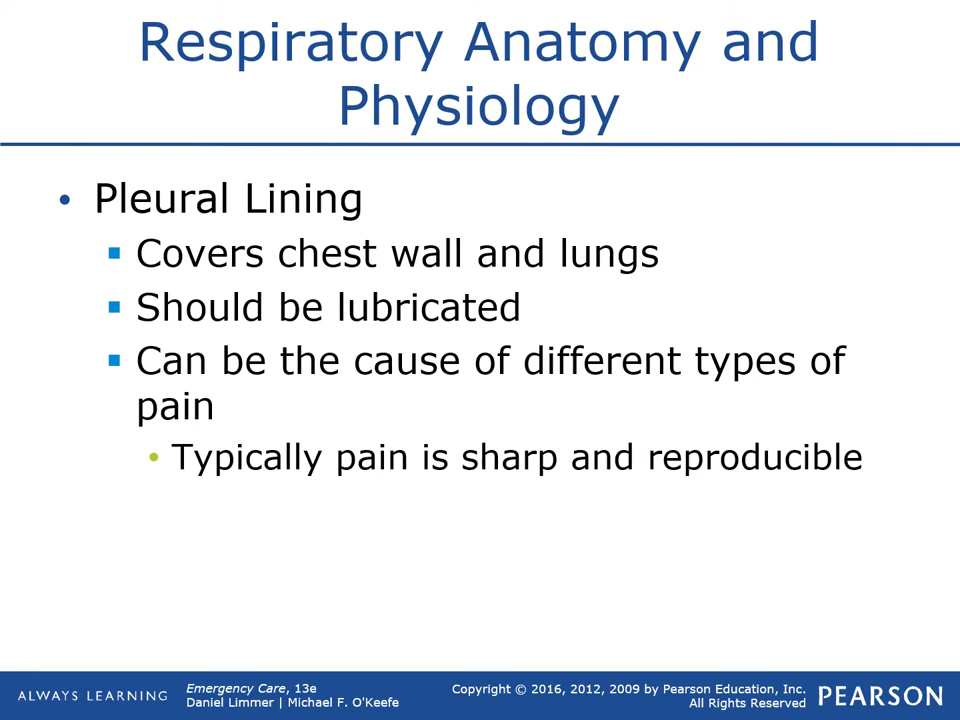 Respiratory Anatomy and
Physiology
• Pleural Lining
▪ Covers chest wall and lungs
▪ Should be lubricated
▪ Can be the cause of different types of
pain
• Typically pain is sharp and reproducible
ALWAYS LEARNING
Emergency Care, 13e
Daniel Limmer | Michael F. O'Keefe
Copyright © 2016, 2012, 2009 by Pearson Education, Inc.
All Rights Reserved
PEARSON